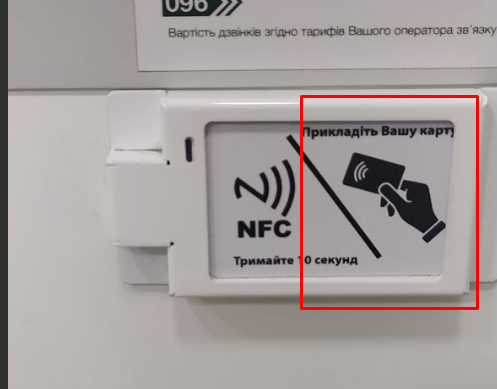 096
Вартість дзвінків згідно тарифів Вашого оператора зв'язку
Прикладіть Вашу карту
NFC
Тримайте 10 секунд